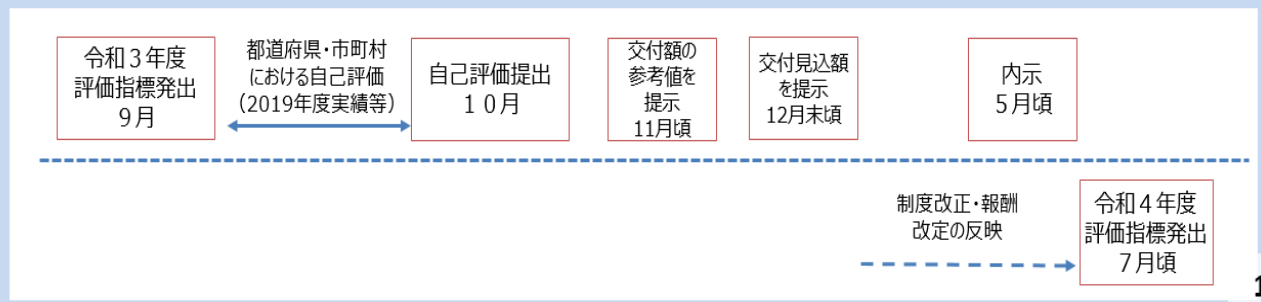 令和３年度
評価指標発出
９月
都道府県・市町村
における自己評価
（2019年度実績等）
自己評価提出
１０月
交付額の
参考値を
提示
11月頃
交付見込額
を提示
12月末頃
内示
５月頃
制度改正・報酬
改定の反映
令和４年度
評価指標発出
７月頃